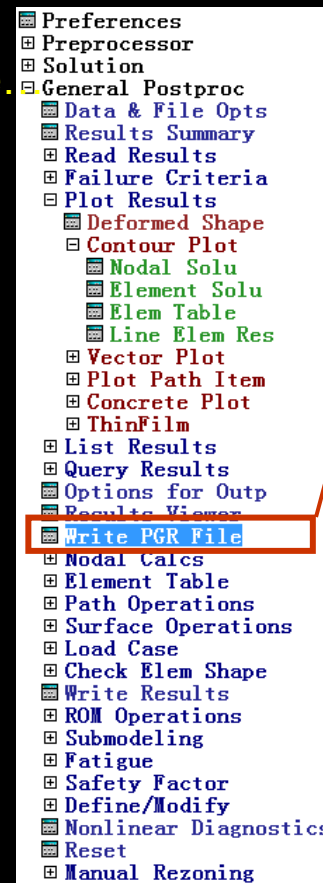 Preferences
Preprocessor
Solution
General Postproc
Data & File Opts
Results Summary
Read Results
Failure Criteria
Plot Results
Deformed Shape
Contour Plot
Nodal Solu
Element Solu
Elem Table
Line Elem Res
Vector Plot
Plot Path Item
Concrete Plot
ThinFilm
List Results
Query Results
Options for Outp
Results Viewer
Write PGR File
Nodal Calcs
Element Table
Path Operations
Surface Operations
Load Case
Check Elem Shape
Write Results
ROM Operations
Submodeling
Fatigue
Safety Factor
Define/Modify
Nonlinear Diagnostics
Reset
Manual Rezoning